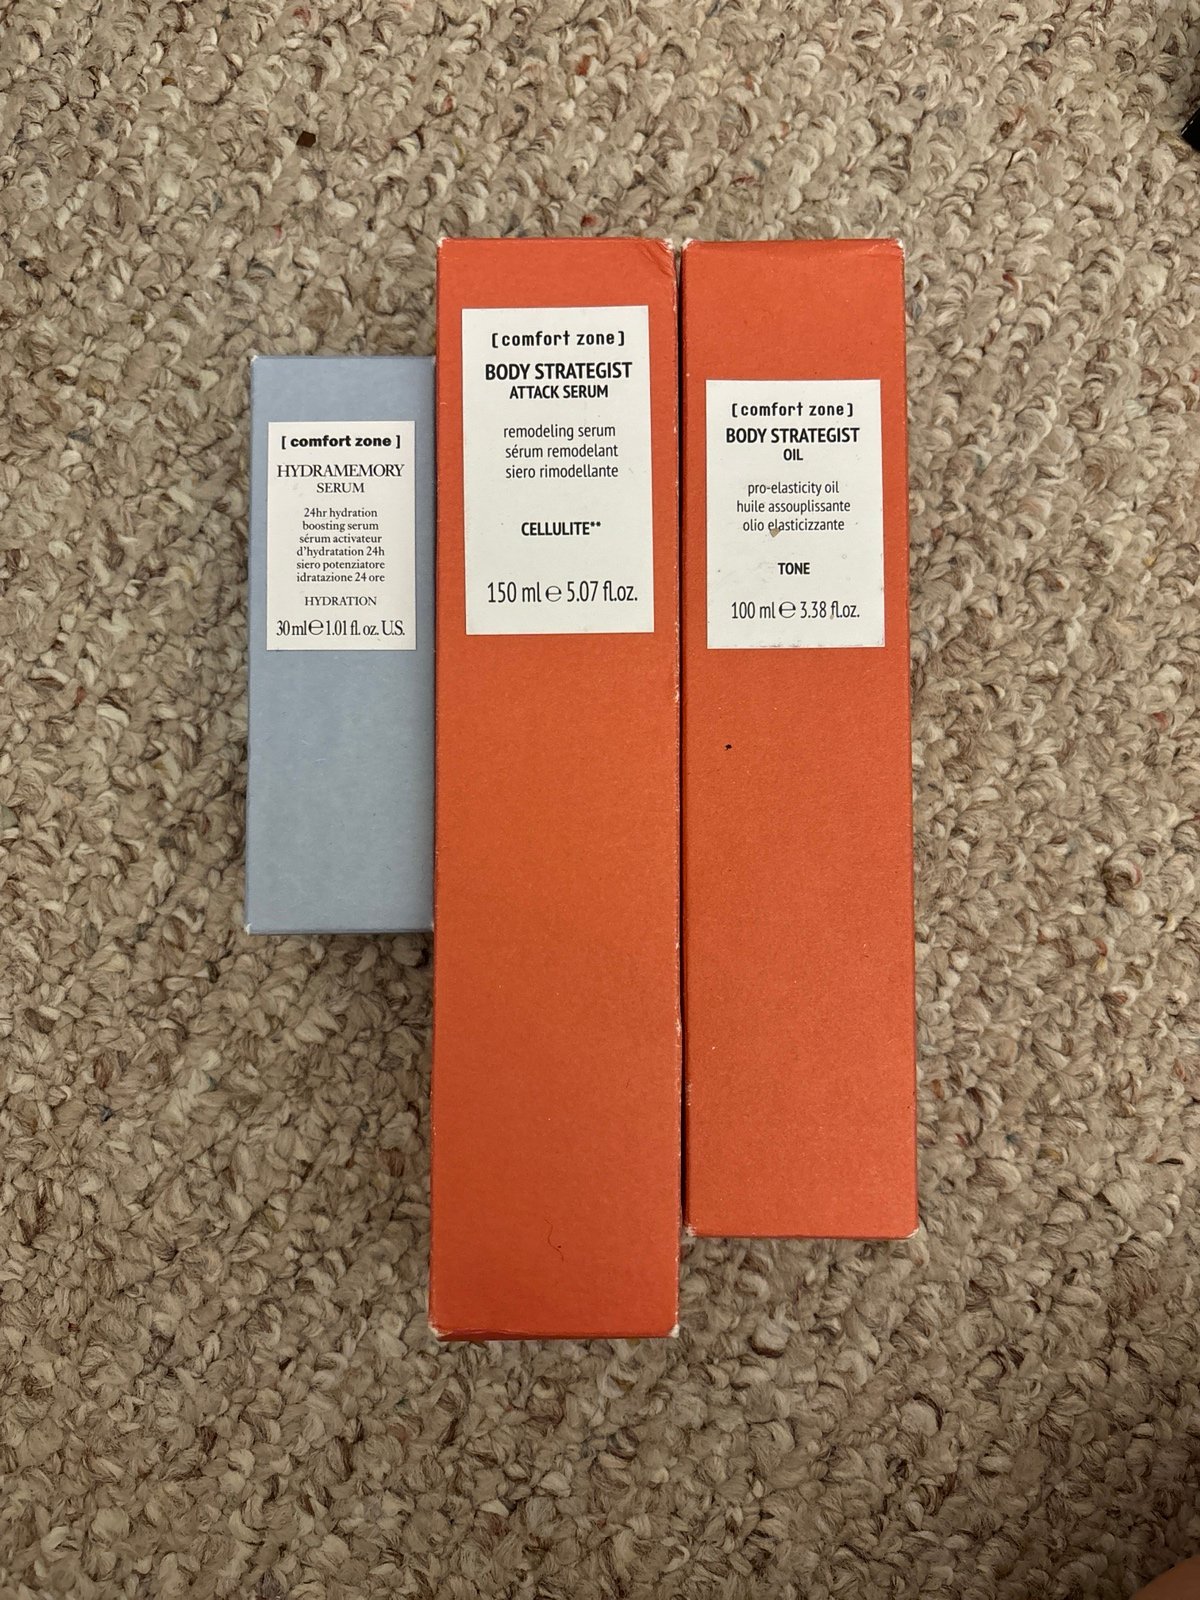 [ comfort zone ]
HYDRAMEMORY
SERUM
24hr hydration
boosting serum
sérum activateur
d'hydratation 24h
siero potenziatore
idratazione 24 ore
HYDRATION
30 ml e 1.01 fl. oz. U.S.
[ comfort zone ]
BODY STRATEGIST
ATTACK SERUM
remodeling serum
sérum remodelant
siero rimodellante
CELLULITE**
150 ml e 5.07 fl.oz.
[ comfort zone ]
BODY STRATEGIST
OIL
pro-elasticity oil
huile assouplissante
olio elasticizzante
TONE
100 ml e 3.38 fl.oz.